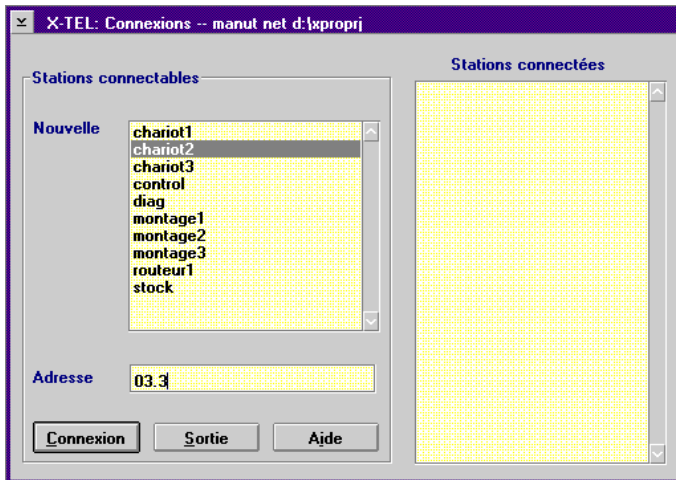 X-TEL: Connexions -- manut net d:\xproprj
Stations connectables
Nouvelle
chariot1
chariot2
chariot3
control
diag
montage1
montage2
montage3
routeur1
stock
Adresse
03.3
Connexion
Sortie
Aide
Stations connectées